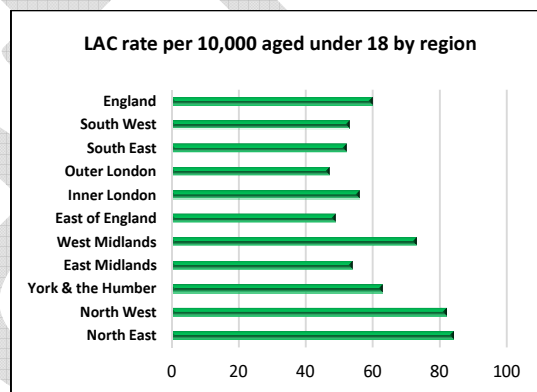 LAC rate per 10,000 aged under 18 by region
England
South West
South East
Outer London
Inner London
East of England
West Midlands
East Midlands
York & the Humber
North West
North East
0 20 40 60 80 100